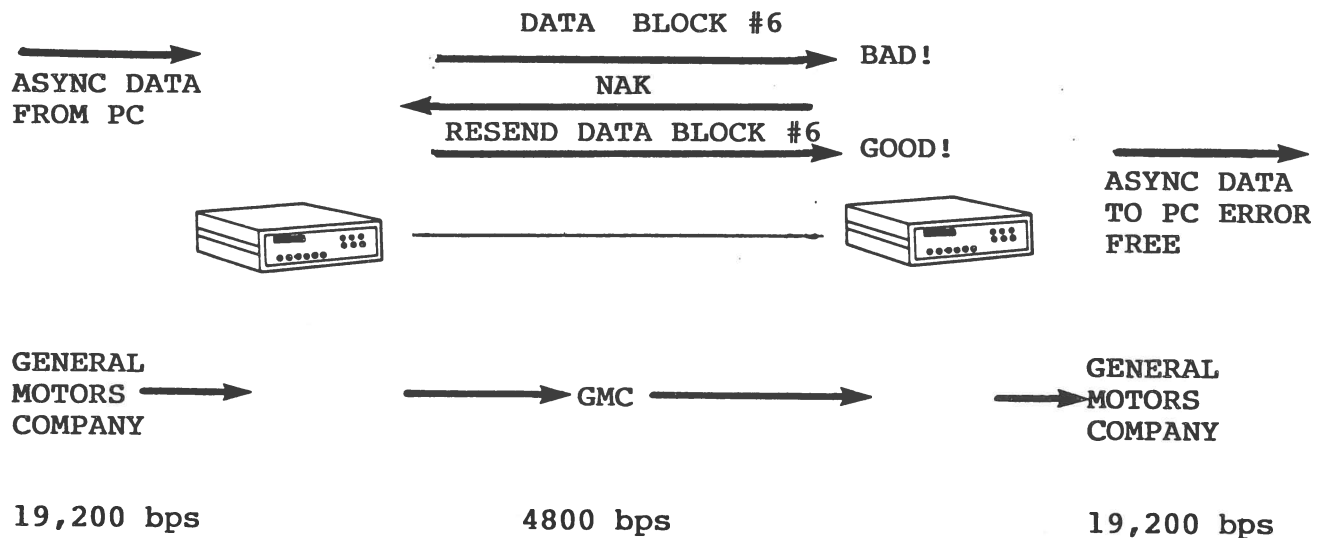 DATA BLOCK #6
BAD!
ASYNC DATA
FROM PC
NAK
RESEND DATA BLOCK #6
GOOD!
ASYNC DATA
TO PC ERROR
FREE
GENERAL
MOTORS
COMPANY
GMC
GENERAL
MOTORS
COMPANY
19,200 bps
4800 bps
19,200 bps